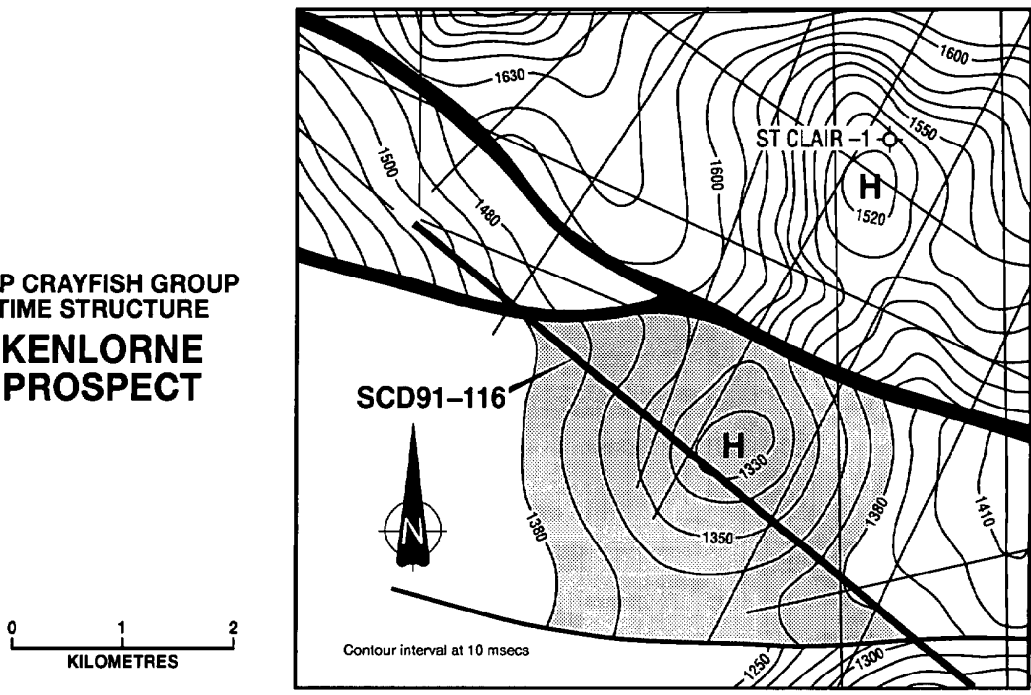 P CRAYFISH GROUP
TIME STRUCTURE
KENLORNE
PROSPECT
0 1 2
KILOMETRES
1630
1600
1550
ST CLAIR –1
H
1520
1600
1500
1480
SCD91–116
H
1330
1350
1380
1380
1410
N
Contour interval at 10 msecs
1250
1300